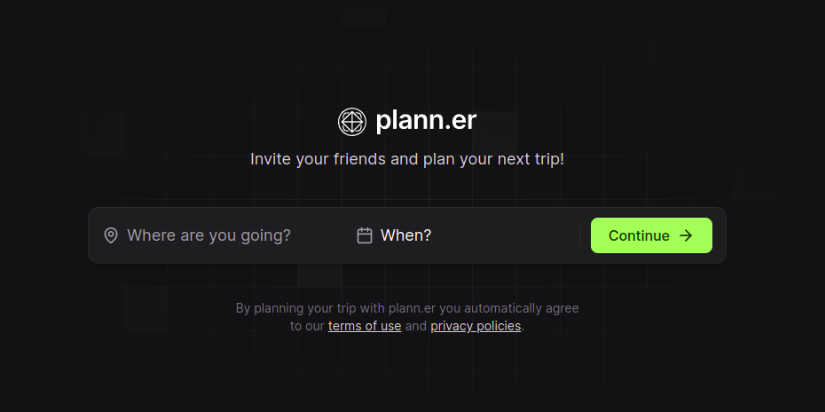 plann.er
Invite your friends and plan your next trip!
Where are you going? When? Continue
By planning your trip with plann.er you automatically agree
to our terms of use and privacy policies.